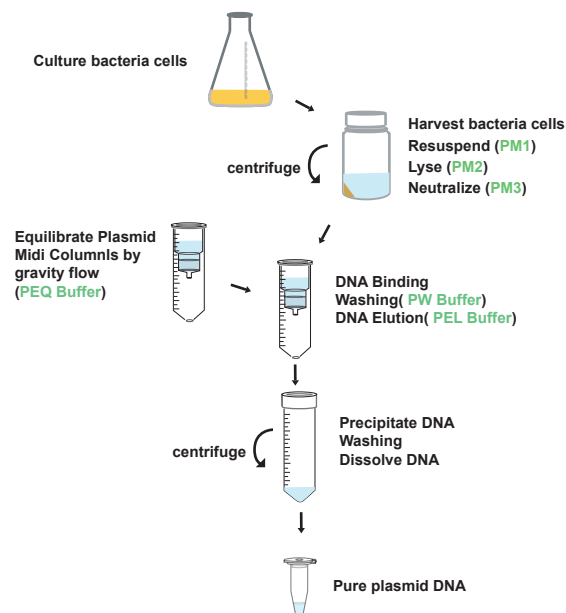 Culture bacteria cells
Harvest bacteria cells
Resuspend (PM1)
Lyse (PM2)
Neutralize (PM3)
centrifuge
Equilibrate Plasmid
Midi Columnls by
gravity flow
(PEQ Buffer)
DNA Binding
Washing( PW Buffer)
DNA Elution( PEL Buffer)
centrifuge
Precipitate DNA
Washing
Dissolve DNA
Pure plasmid DNA